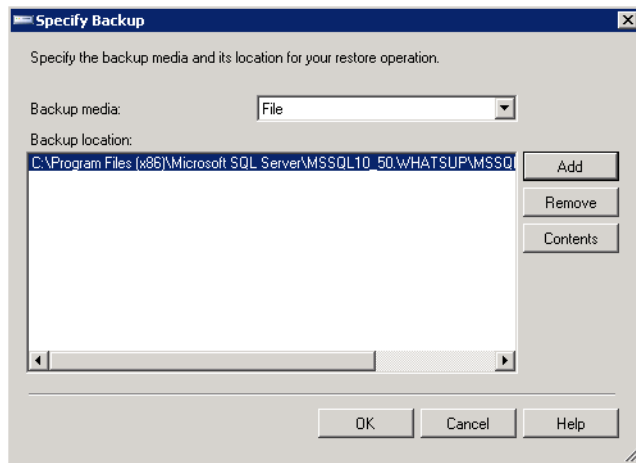 Specify Backup
Specify the backup media and its location for your restore operation.
Backup media:
File
Backup location:
C:\Program Files (x86)\Microsoft SQL Server\MSSQL10_50.WHATSUP\MSSQ
Add
Remove
Contents
OK
Cancel
Help